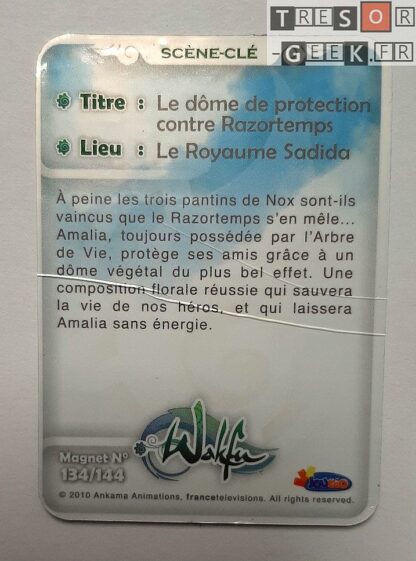 TRESOR
GEEK.FR
SCÈNE-CLÉ
Titre : Le dôme de protection
contre Razortemps
Lieu : Le Royaume Sadida
À peine les trois pantins de Nox sont-ils
vaincus que le Razortemps s'en mêle...
Amalia, toujours possédée par l'Arbre
de Vie, protège ses amis grâce à un
dôme végétal du plus bel effet. Une
composition florale réussie qui sauvera
la vie de nos héros, et qui laissera
Amalia sans énergie.
Wakfu
Magnet N°
134/144
© 2010 Ankama Animations, francetelevisions. All rights reserved.